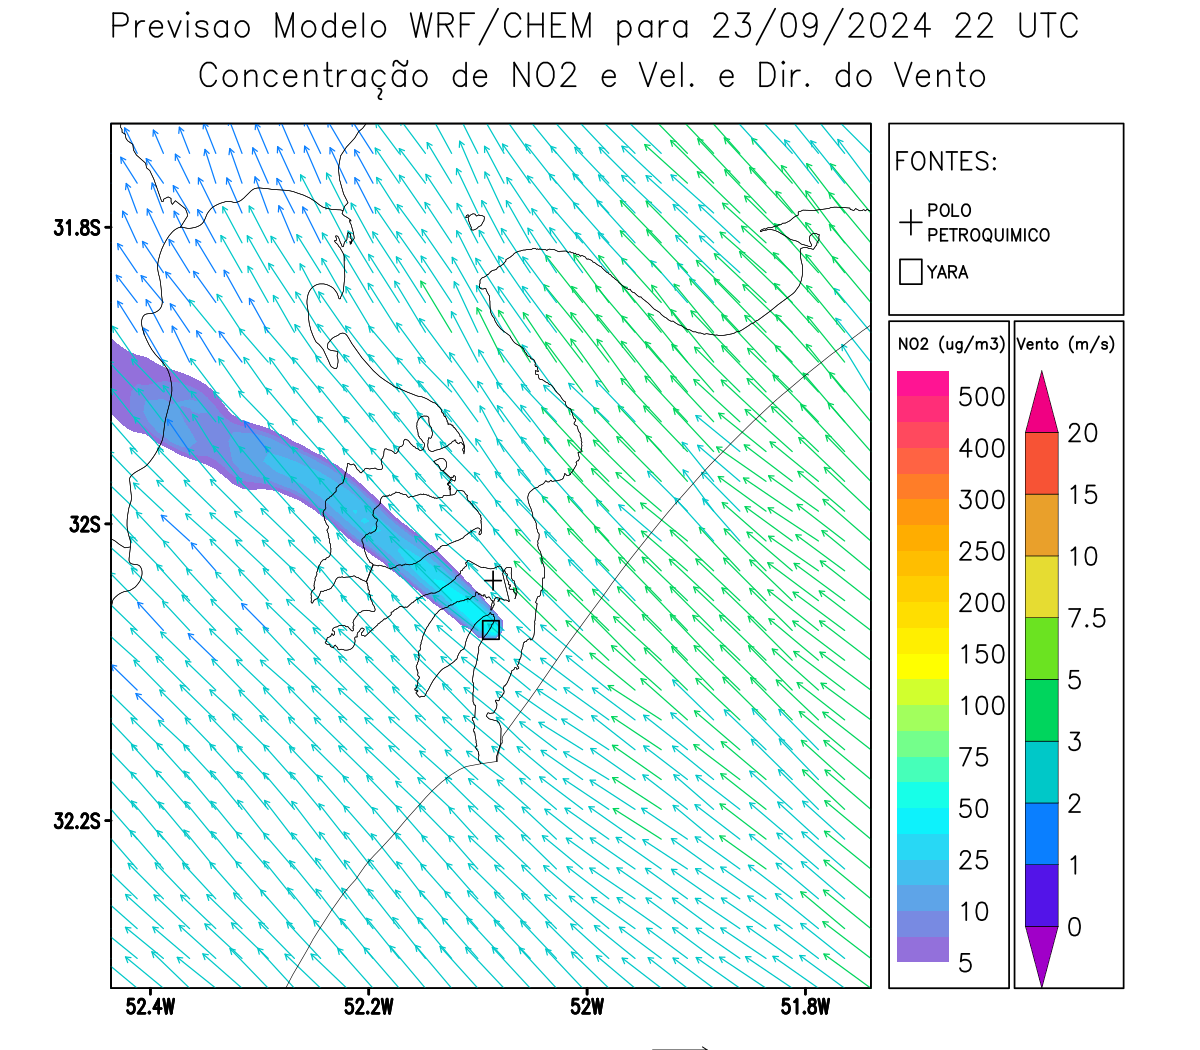 Previsao Modelo WRF/CHEM para 23/09/2024 22 UTC
Concentração de NO2 e Vel. e Dir. do Vento
FONTES:
POLO
PETROQUIMICO
YARA
NO2 (ug/m3)
500
400
300
250
200
150
100
75
50
25
10
5
Vento (m/s)
20
15
10
7.5
5
3
2
1
0
31.8S
32S
32.2S
52.4W
52.2W
52W
51.8W